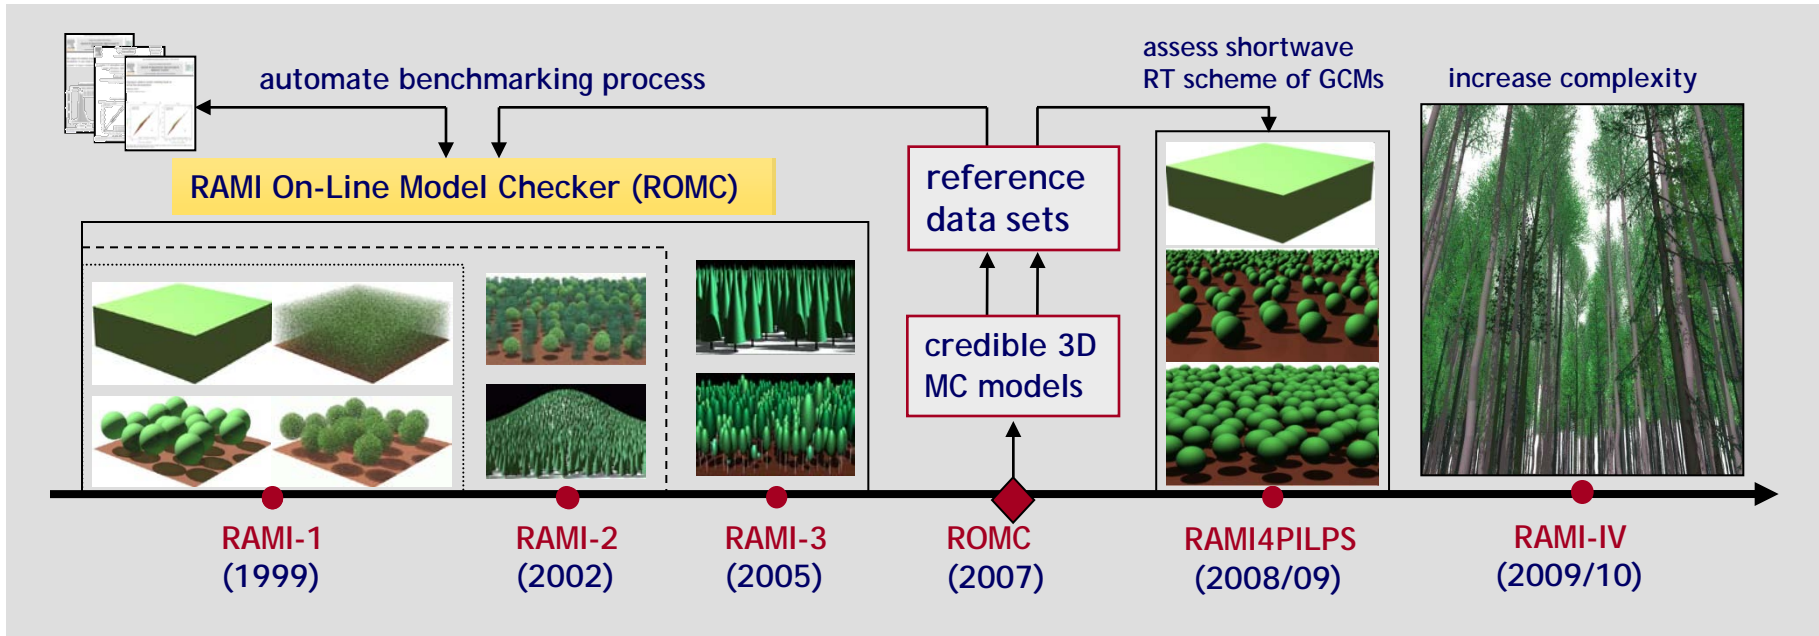 automate benchmarking process
assess shortwave
RT scheme of GCMs
increase complexity
RAMI On-Line Model Checker (ROMC)
reference
data sets
credible 3D
MC models
RAMI-1
(1999)
RAMI-2
(2002)
RAMI-3
(2005)
ROMC
(2007)
RAMI4PILPS
(2008/09)
RAMI-IV
(2009/10)